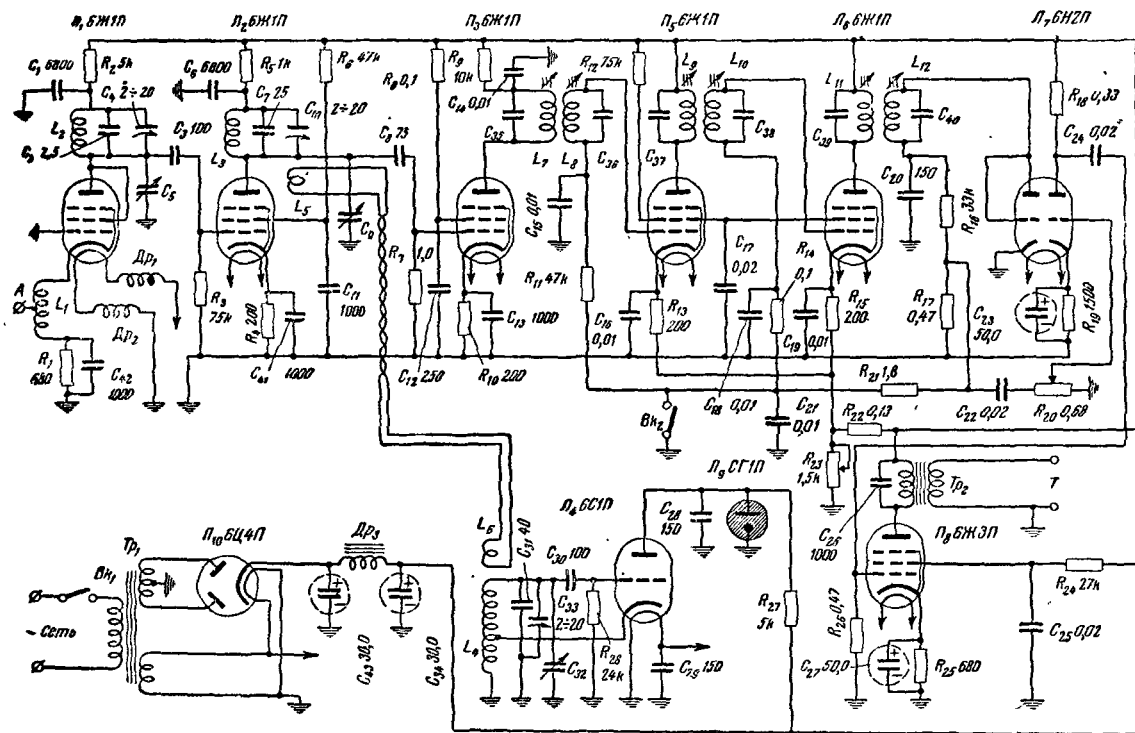 Л₁ 6Ж1П
Л₂ 6Ж1П
Л₃ 6Ж1П
Л₅ 6Ж1П
Л₆ 6Ж1П
Л₇ 6Н2П
C₁ 6800
R₂ 5k
C₄ 2÷20
L₂
C₃ 100
C₅
C₆ 6800
R₅ 1k
C₇ 25
C₁₀ 2÷20
L₃
L₅
R₆ 47k
C₉
C₈ 75
R₈ 0,1
R₉ 10k
C₁₄ 0,01
C₃₅
L₇
L₈
C₃₆
R₁₂ 75k
C₃₇
L₉
L₁₀
C₃₈
L₁₁
C₃₉
L₁₂
C₄₀
C₂₀ 150
R₁₆ 33k
R₁₈ 0,33
C₂₄ 0,02
А
L₁
Др₁
Др₂
R₁ 680
C₄₂ 1000
R₃ 75k
R₄ 200
C₄₁ 1000
C₁₁ 1000
R₇ 1,0
C₁₂ 250
R₁₀ 200
C₁₃ 1000
C₁₅ 0,01
R₁₁ 47k
C₁₆ 0,01
R₁₃ 200
C₁₇ 0,02
C₁₈ 0,01
R₁₄ 0,1
C₁₉ 0,01
R₁₅ 200
R₁₇ 0,47
C₂₃ 50,0
R₁₉ 1500
Вк₂
C₂₁ 0,01
R₂₁ 1,8
C₂₂ 0,02
R₂₀ 0,68
R₂₂ 0,13
R₂₃ 1,5k
Тр₂
Т
C₂₆ 1000
Л₈ 6Ж3П
Л₉ СГ1П
Л₄ 6С1П
Л₁₀ 6Ц4П
Тр₁
Вк₁
~ Сеть
Др₃
C₄₃ 30,0
C₃₄ 30,0
L₆
L₄
C₃₁ 40
C₃₀ 100
C₃₃ 2÷20
C₃₂
R₂₈ 24k
C₂₉ 150
C₂₈ 150
R₂₇ 5k
R₂₆ 0,47
C₂₇ 50,0
R₂₅ 680
C₂₅ 0,02
R₂₄ 27k